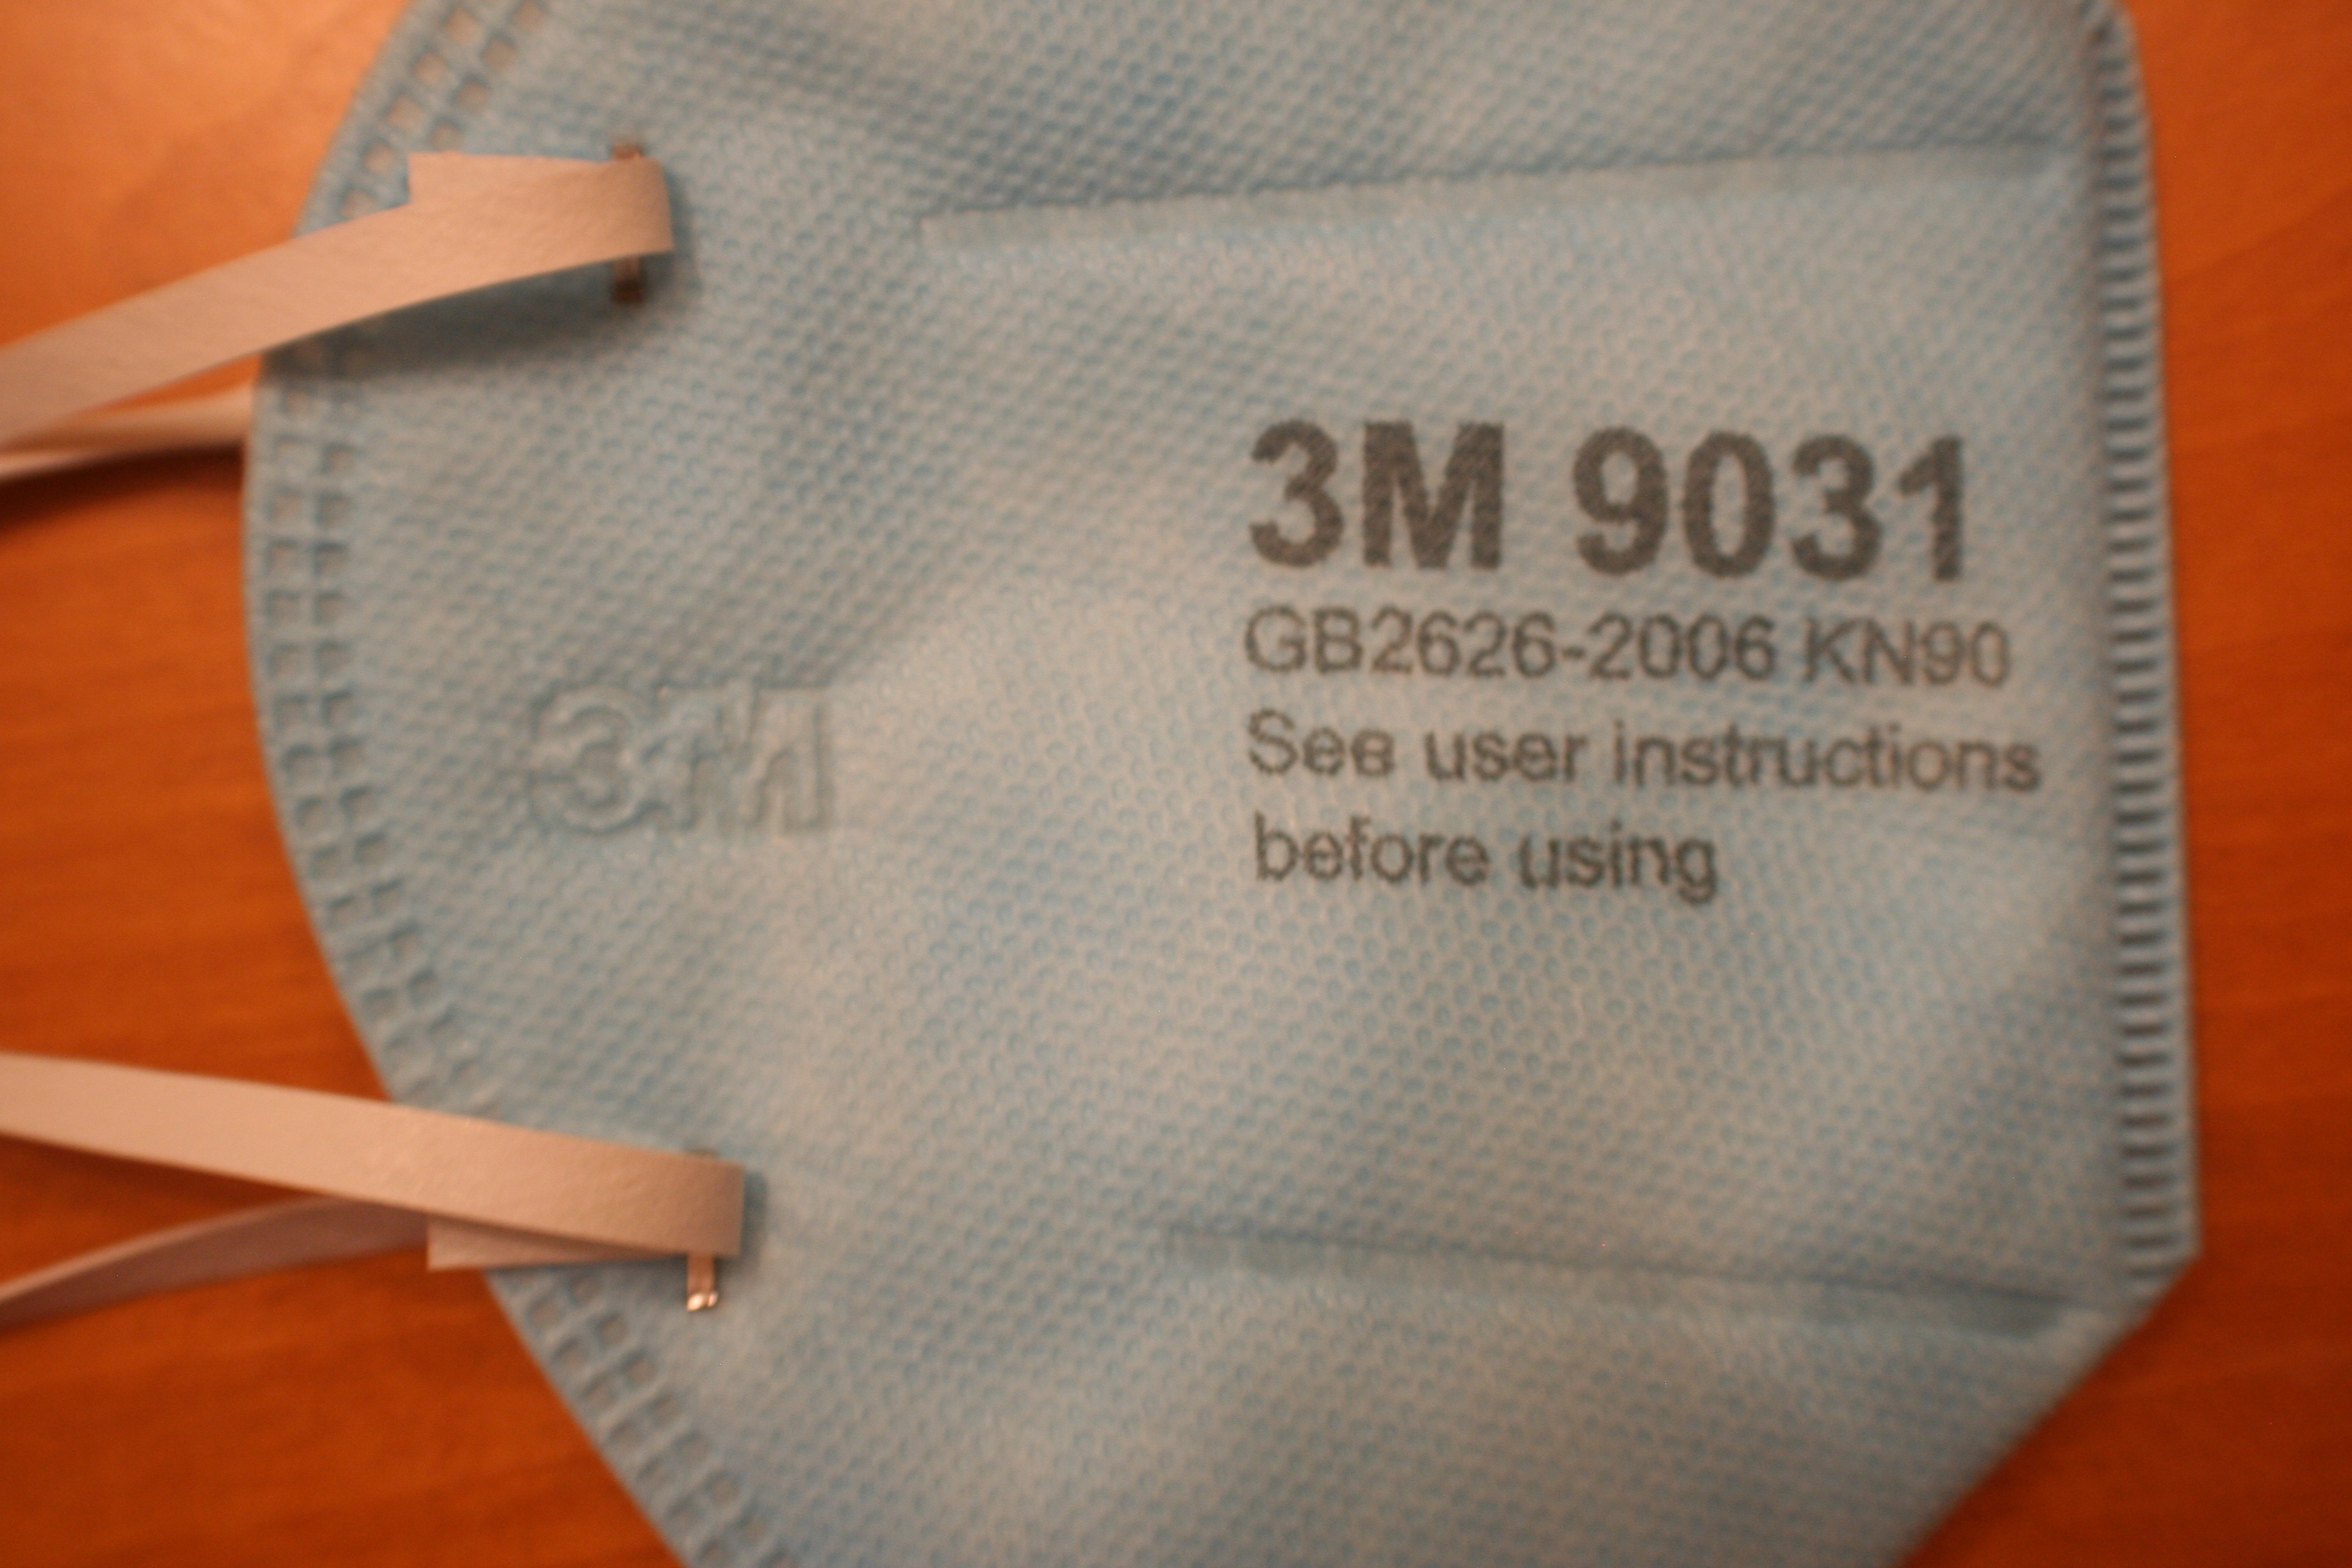 3M 9031
GB2626-2006 KN90
See user instructions
before using
3M